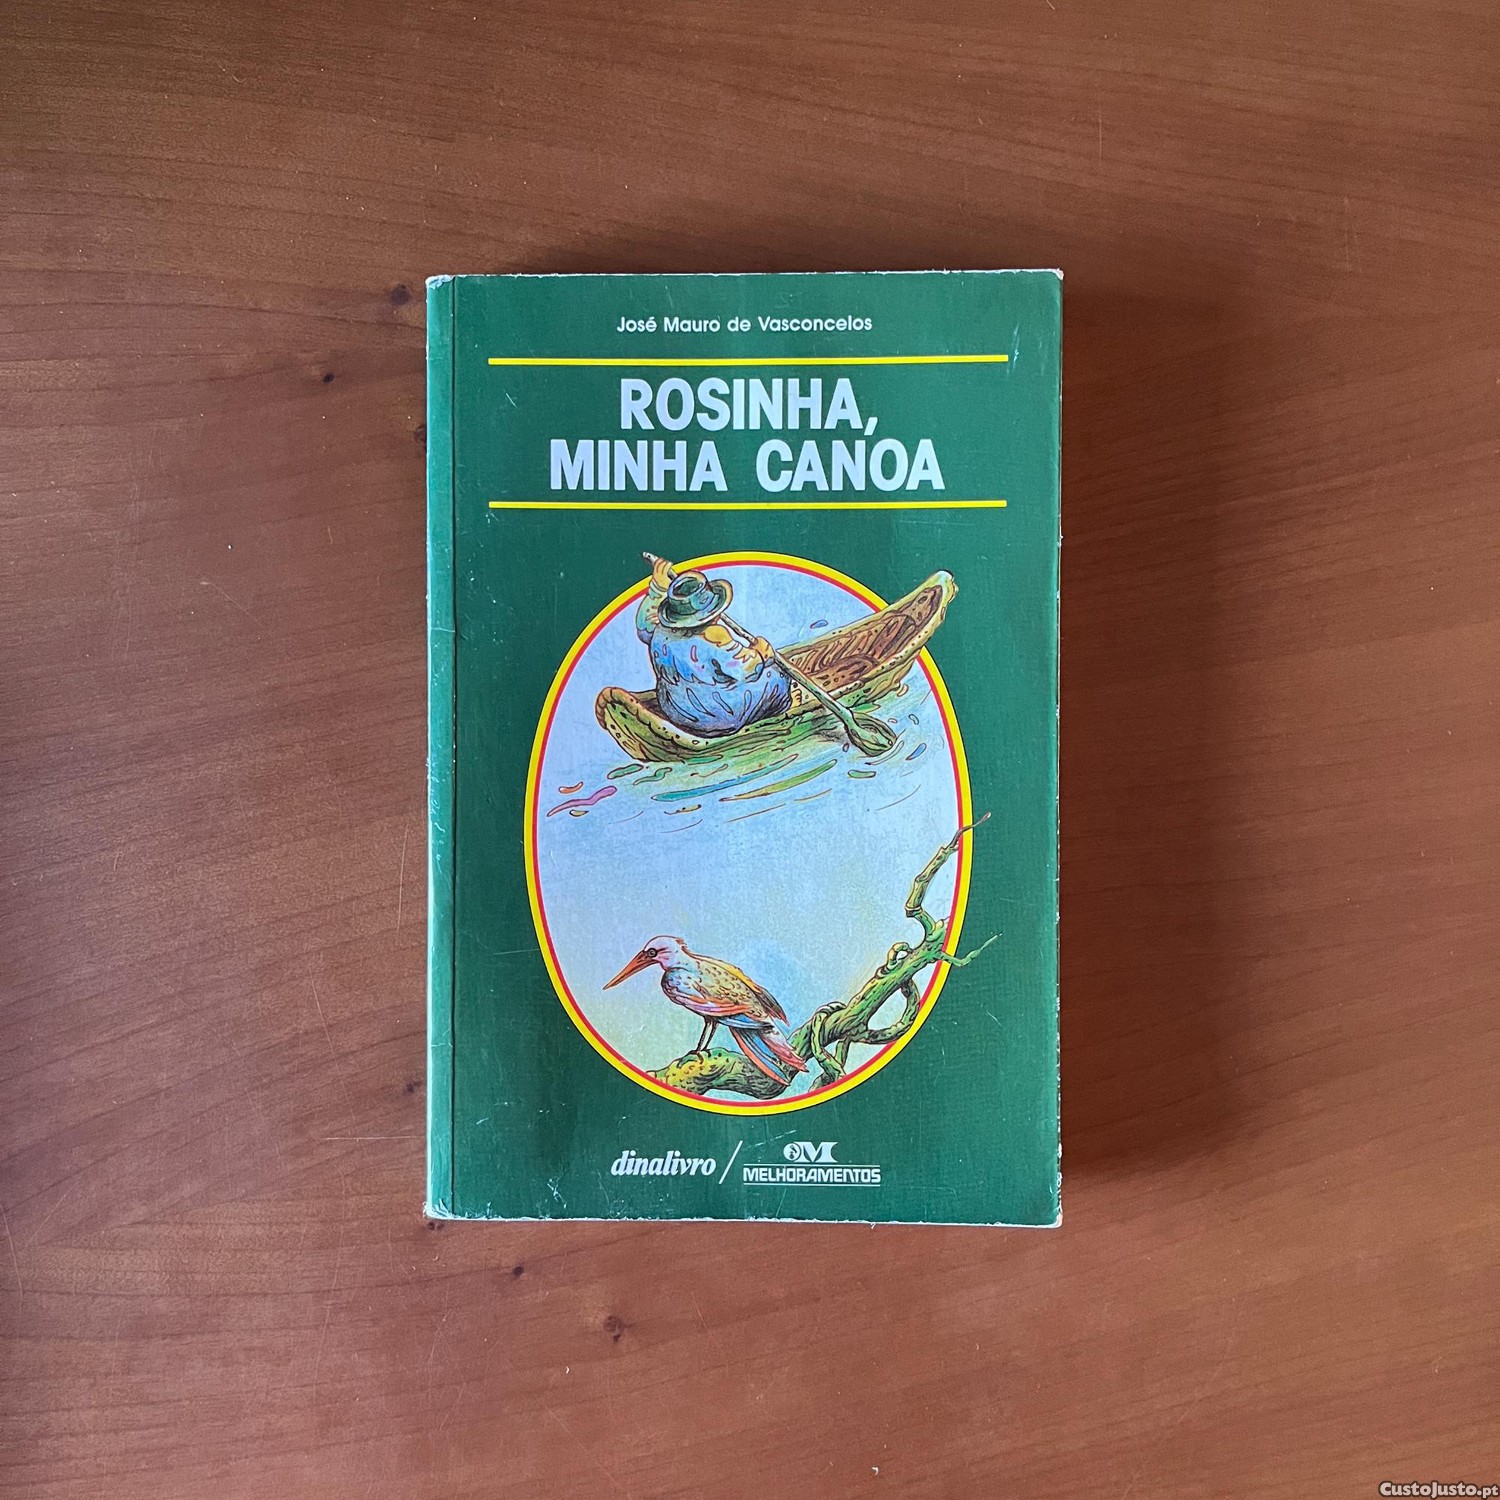 José Mauro de Vasconcelos
ROSINHA,
MINHA CANOA
dinalivro / M
MELHORAMENTOS
CustoJusto.pt